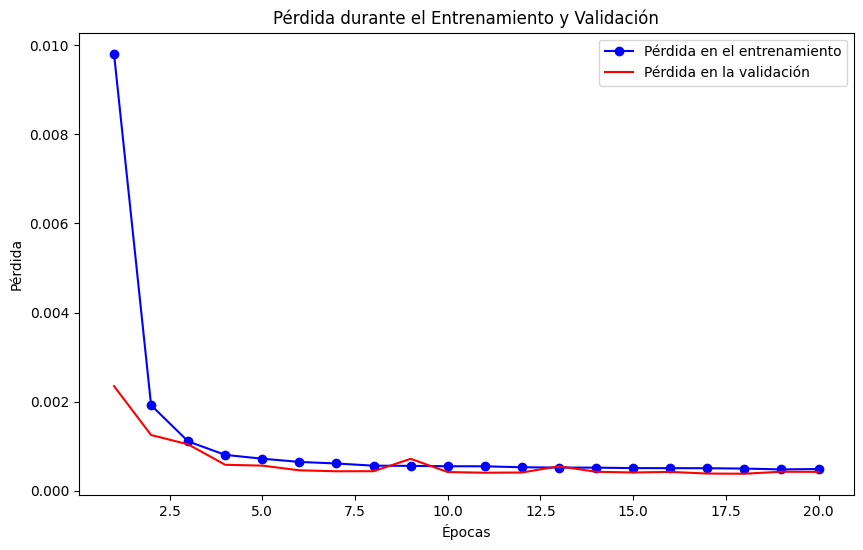 Pérdida durante el Entrenamiento y Validación
Pérdida en el entrenamiento
Pérdida en la validación
Pérdida
0.010
0.008
0.006
0.004
0.002
0.000
2.5 5.0 7.5 10.0 12.5 15.0 17.5 20.0
Épocas